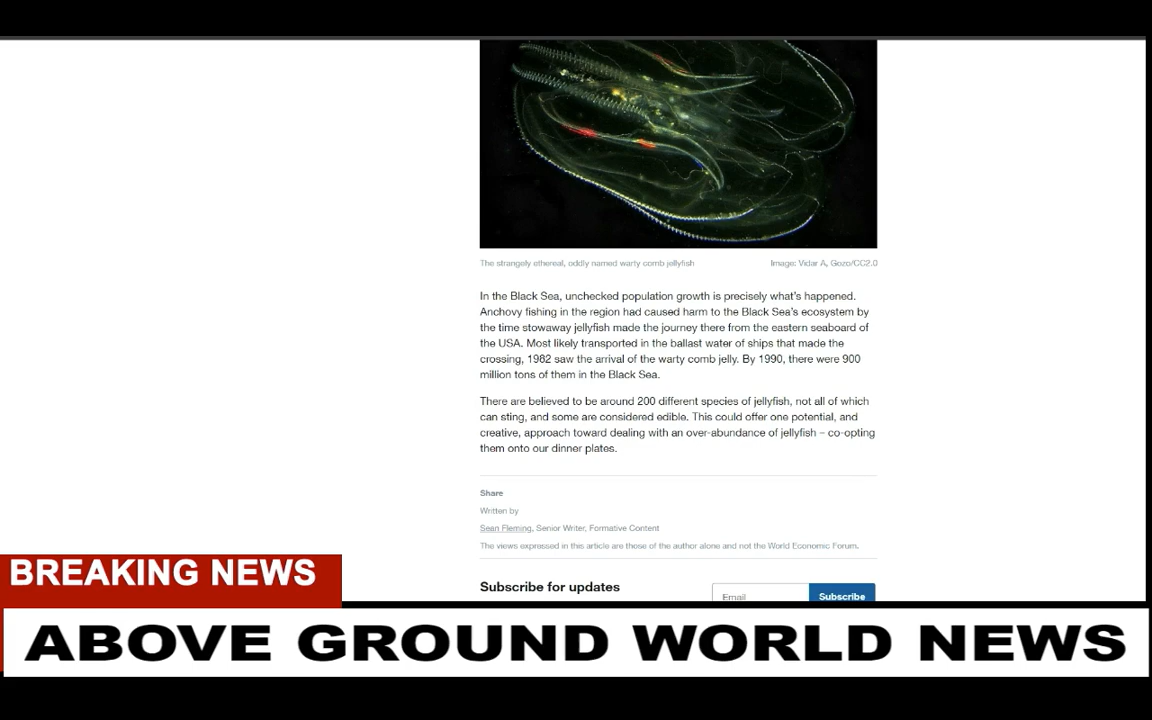 The strangely ethereal, oddly named warty comb jellyfish
Image: Vidar A, Gozo/CC2.0
In the Black Sea, unchecked population growth is precisely what's happened.
Anchovy fishing in the region had caused harm to the Black Sea's ecosystem by
the time stowaway jellyfish made the journey there from the eastern seaboard of
the USA. Most likely transported in the ballast water of ships that made the
crossing, 1982 saw the arrival of the warty comb jelly. By 1990, there were 900
million tons of them in the Black Sea.
There are believed to be around 200 different species of jellyfish, not all of which
can sting, and some are considered edible. This could offer one potential, and
creative, approach toward dealing with an over-abundance of jellyfish – co-opting
them onto our dinner plates.
Share
Written by
Sean Fleming, Senior Writer, Formative Content
The views expressed in this article are those of the author alone and not the World Economic Forum.
Subscribe for updates
Email
Subscribe
BREAKING NEWS
ABOVE GROUND WORLD NEWS